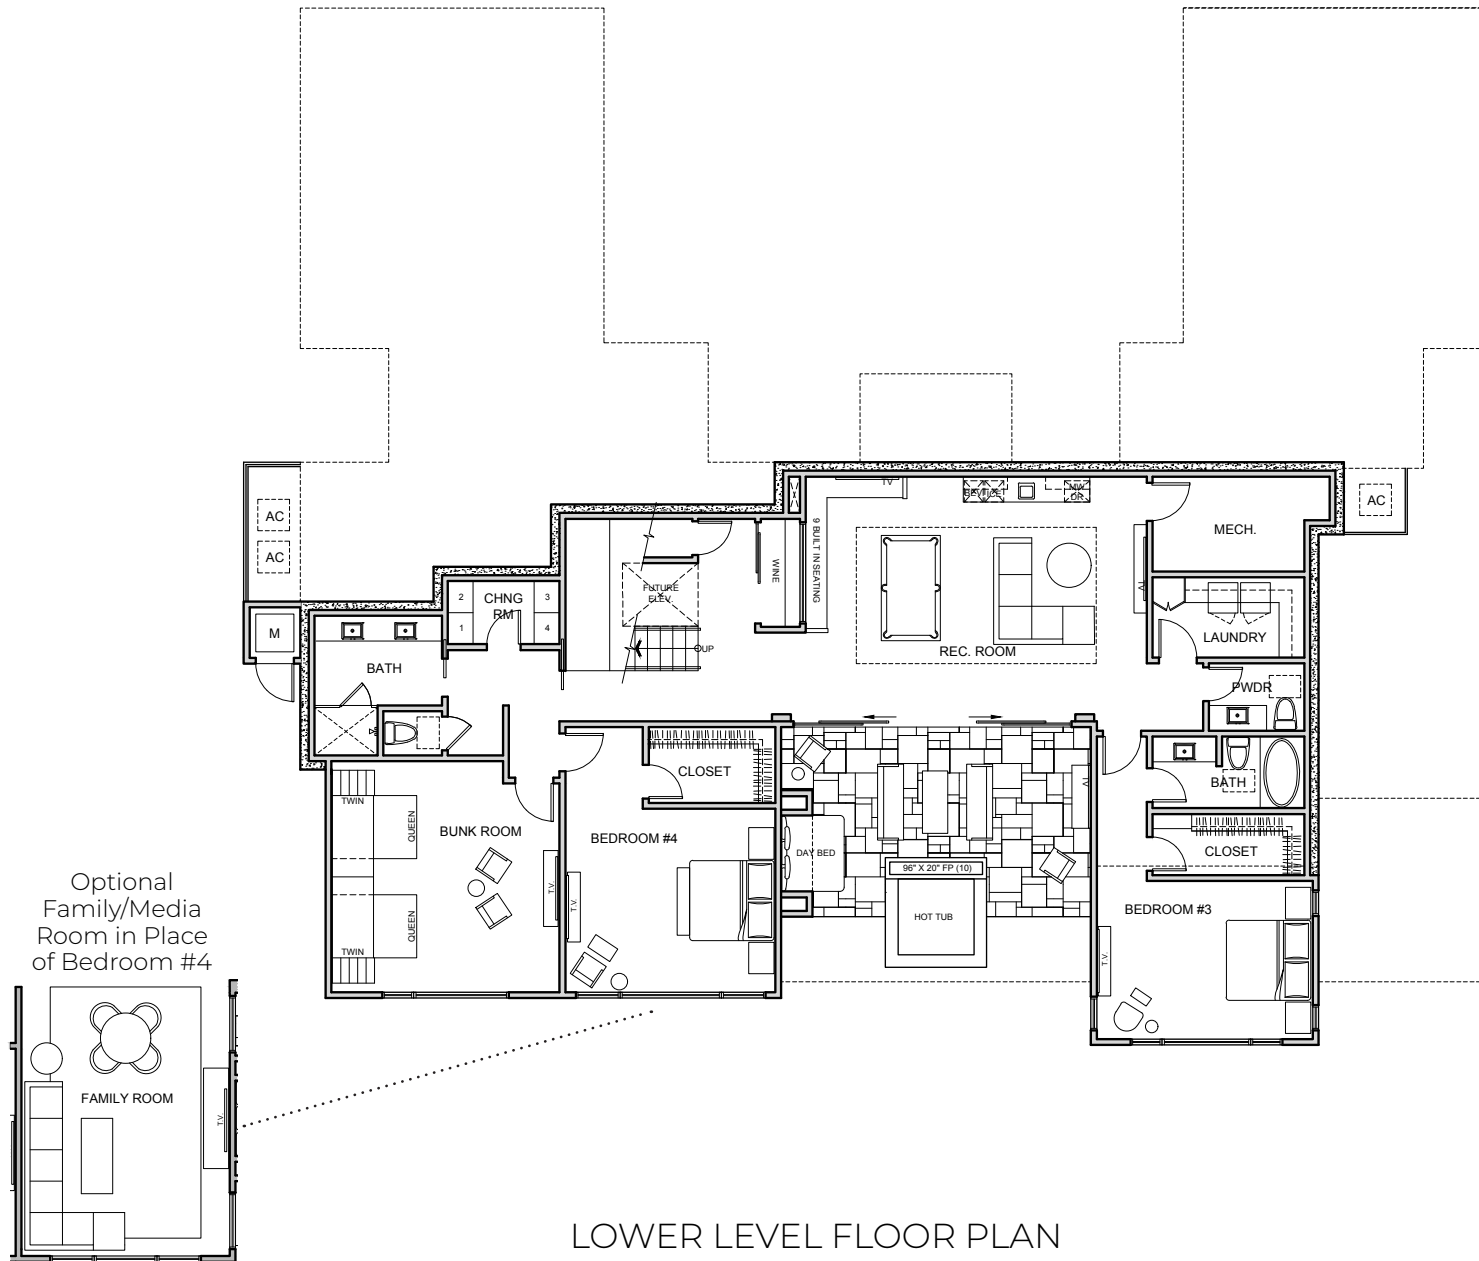 TV
BEV
ICE
MW
DR
AC
AC
AC
MECH.
9 BUILT IN SEATING
WINE
FUTURE
ELEV.
T.V.
2
CHNG
3
RM
1
4
M
LAUNDRY
UP
REC. ROOM
BATH
PWDR
CLOSET
BATH
T.V.
TWIN
QUEEN
BUNK ROOM
BEDROOM #4
DAY BED
CLOSET
96" X 20" FP (10)
T.V.
T.V.
QUEEN
HOT TUB
BEDROOM #3
TWIN
T.V.
Optional
Family/Media
Room in Place
of Bedroom #4
FAMILY ROOM
T.V.
LOWER LEVEL FLOOR PLAN